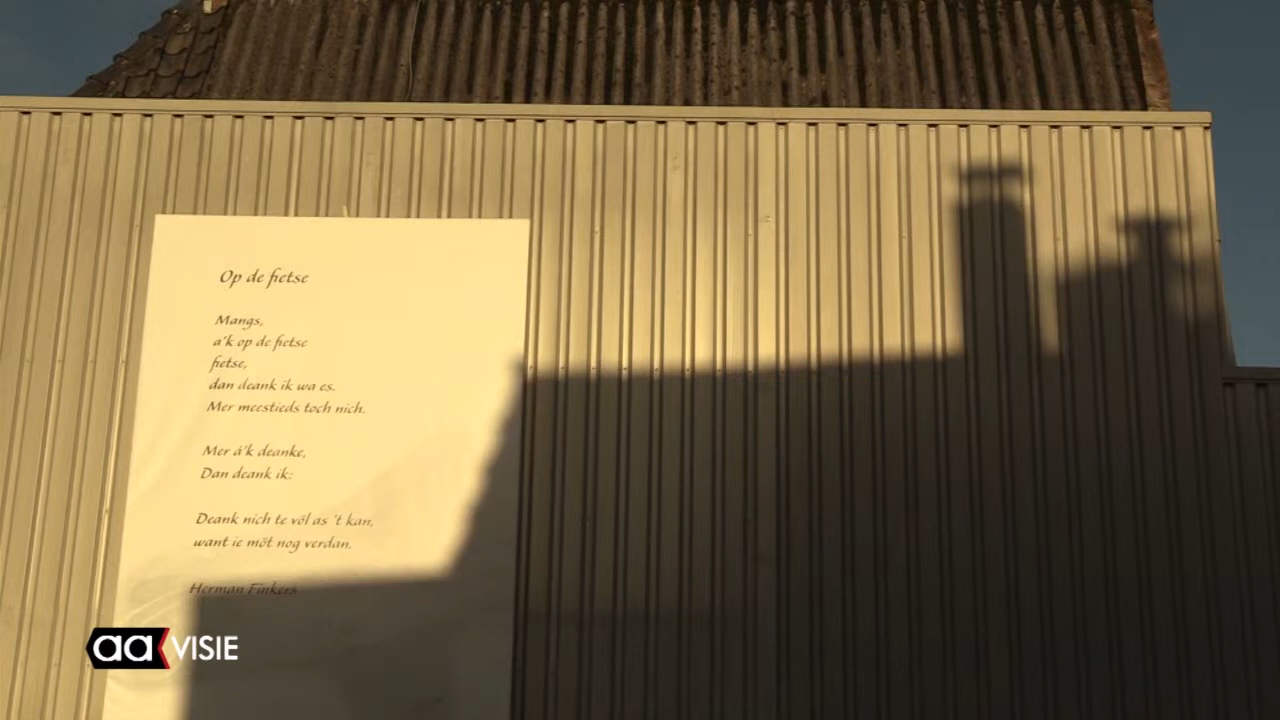 Op de fietse
Mangs,
a'k op de fietse
fietse,
dan deank ik wa es.
Mer meestieds toch nich.
Mer á'k deanke,
Dan deank ik:
Deank nich te völ as 't kan,
want ie möt nog verdan.
Herman Finkers
aa VISIE